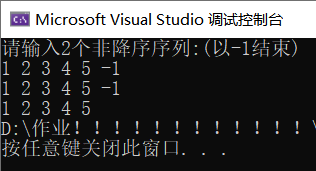 Microsoft Visual Studio 调试控制台
请输入2个非降序序列:(以-1结束)
1 2 3 4 5 -1
1 2 3 4 5 -1
1 2 3 4 5
D:\作业！！！！！！！！！！！！\
按任意键关闭此窗口. . .